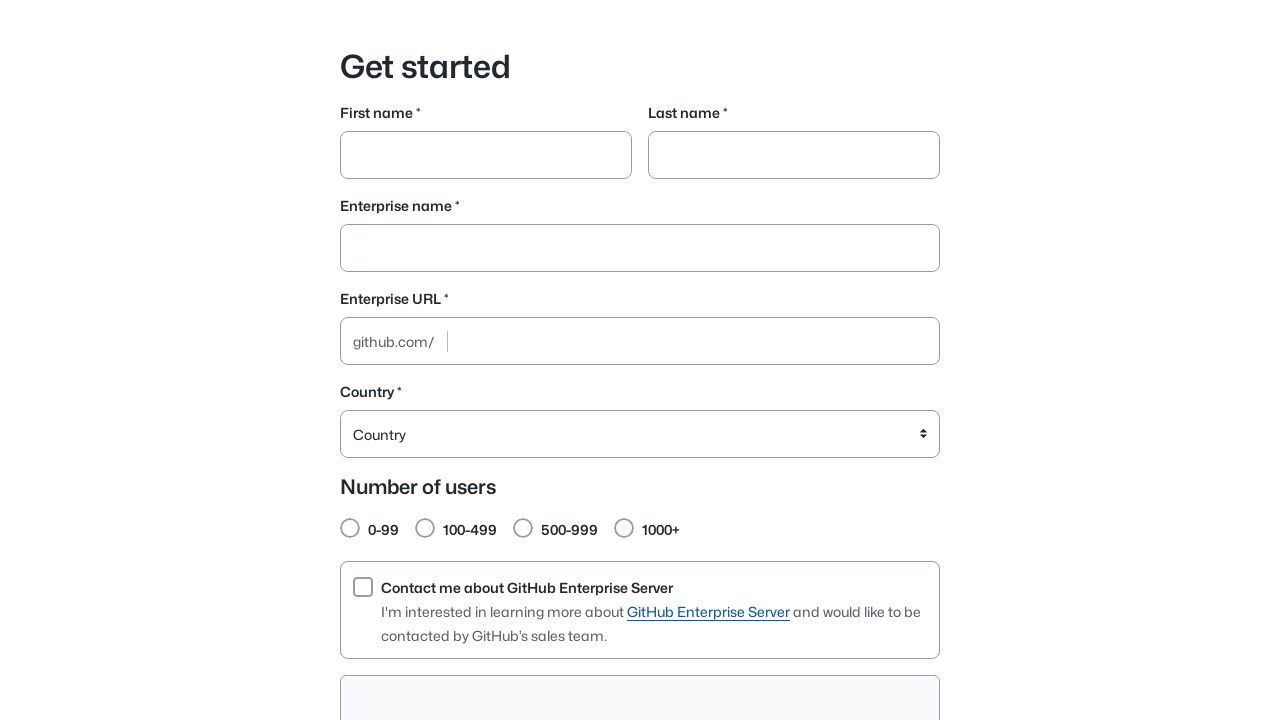 Get started
First name *
Last name *
Enterprise name *
Enterprise URL *
github.com/
Country *
Country
Number of users
0-99
100-499
500-999
1000+
Contact me about GitHub Enterprise Server
I'm interested in learning more about GitHub Enterprise Server and would like to be
contacted by GitHub's sales team.